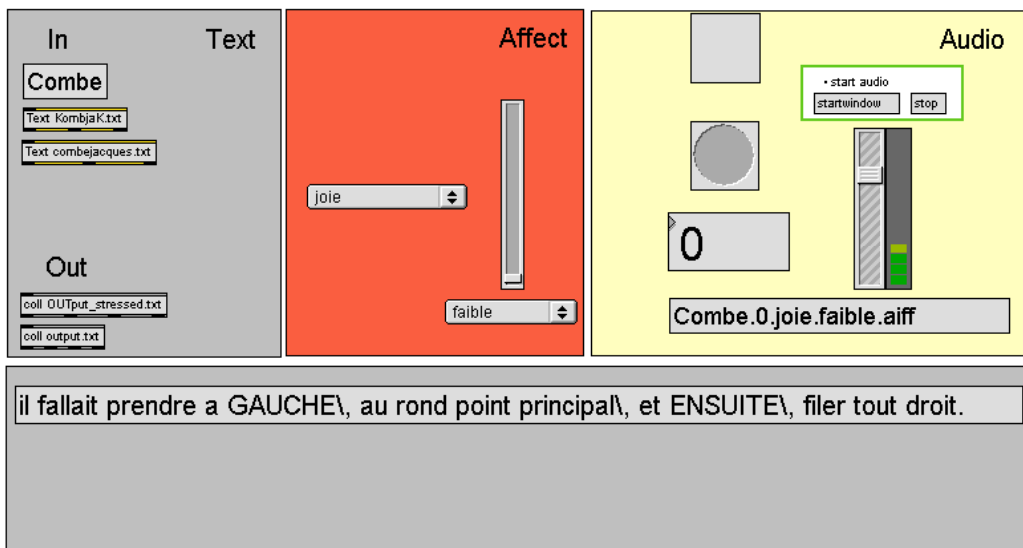 In Text
Combe
Text KombjaK.txt
Text combejacques.txt
Out
coll OUTput_stressed.txt
coll output.txt
Affect
joie
faible
Audio
• start audio
startwindow stop
0
Combe.0.joie.faible.aiff
il fallait prendre a GAUCHE\, au rond point principal\, et ENSUITE\, filer tout droit.